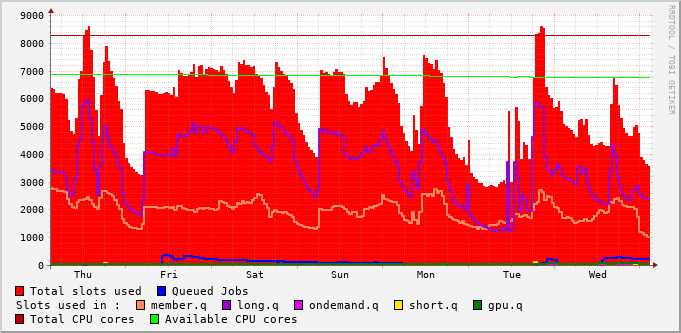 RRDTOOL / TOBI OETIKER
9000
8000
7000
6000
5000
4000
3000
2000
1000
0
Thu Fri Sat Sun Mon Tue Wed
Total slots used Queued Jobs
Slots used in : member.q long.q ondemand.q short.q gpu.q
Total CPU cores Available CPU cores